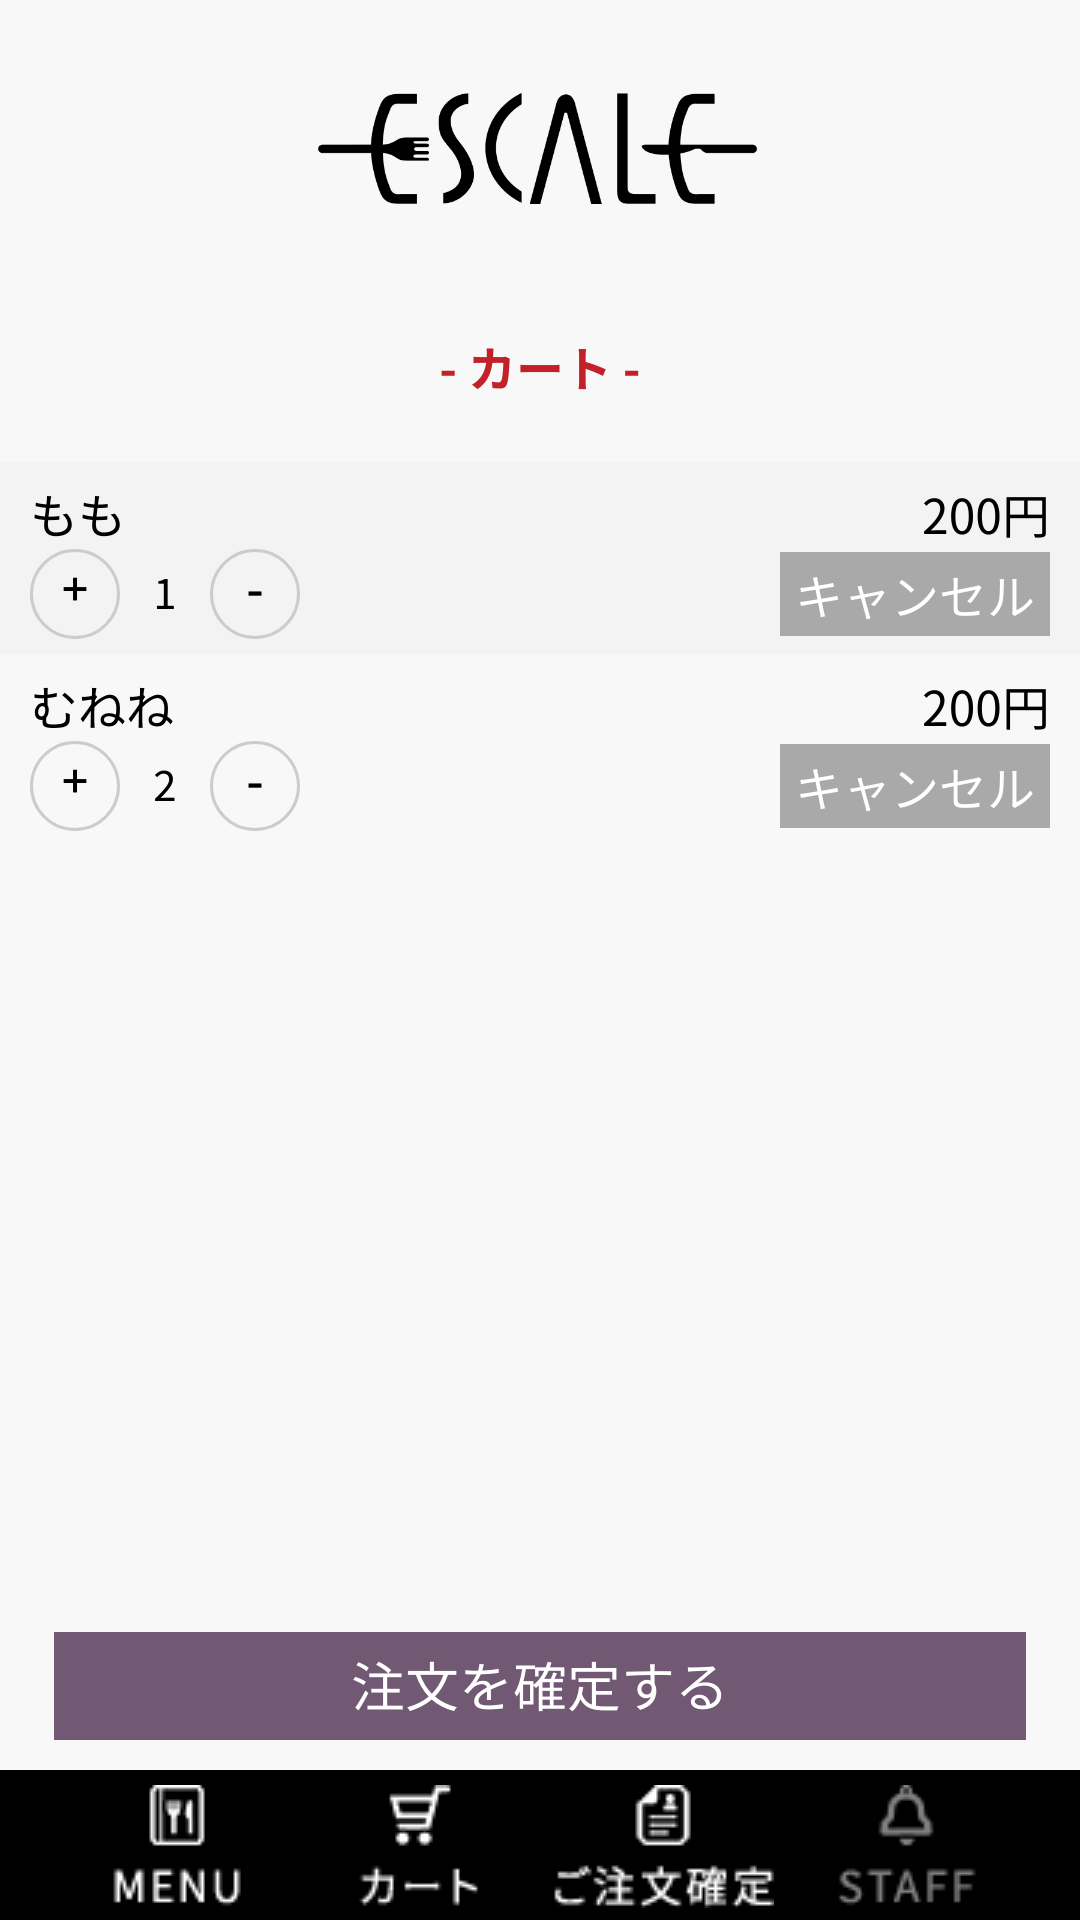 ESCALE
- カート -
もも 200円
+ 1 - キャンセル
むねね 200円
+ 2 - キャンセル
注文を確定する
MENU カート ご注文確定 STAFF